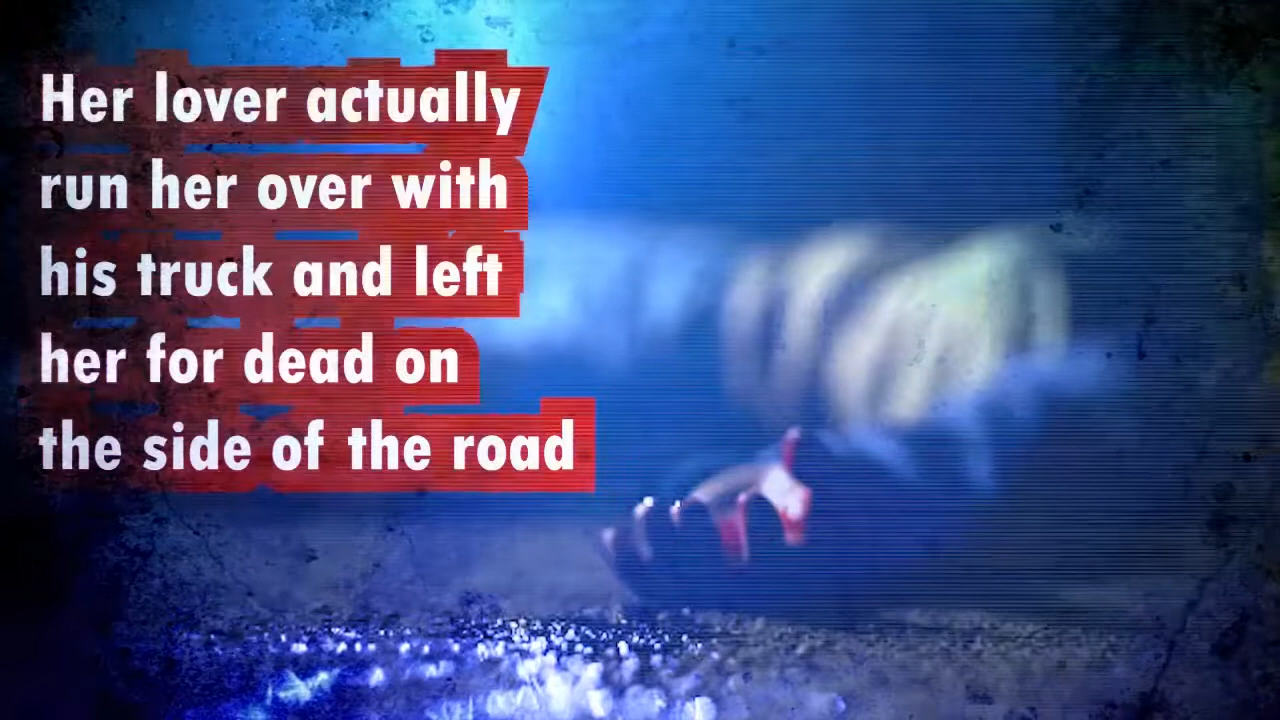 Her lover actually
run her over with
his truck and left
her for dead on
the side of the road